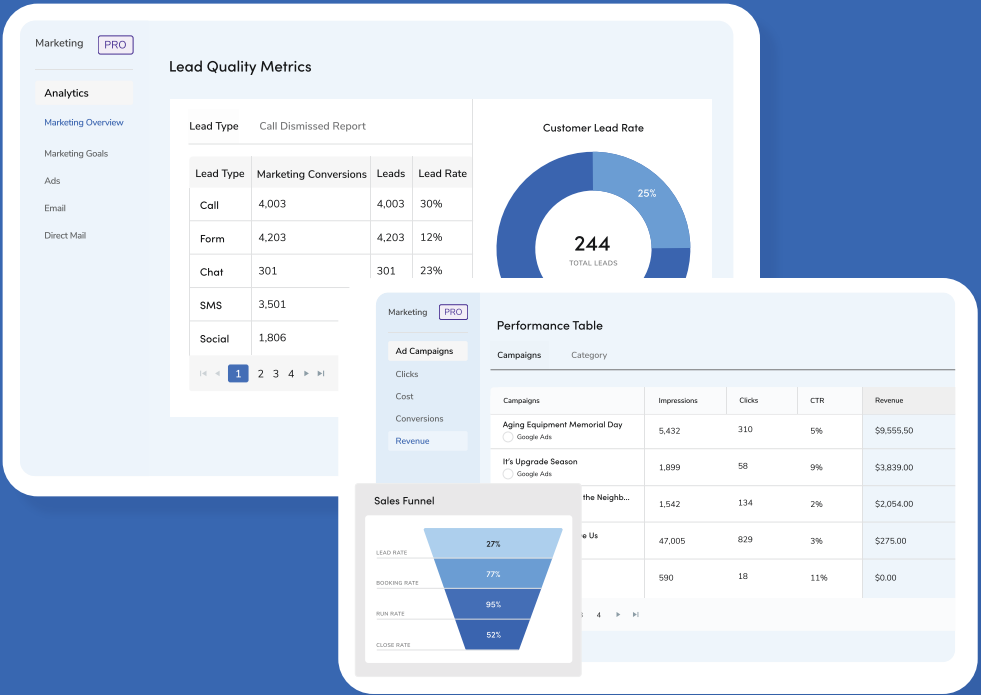 Marketing PRO
Analytics
Marketing Overview
Marketing Goals
Ads
Email
Direct Mail
Lead Quality Metrics
Lead Type Call Dismissed Report
Lead Type Marketing Conversions Leads Lead Rate
Call 4,003 4,003 30%
Form 4,203 4,203 12%
Chat 301 301 23%
SMS 3,501
Social 1,806
1 2 3 4
Customer Lead Rate
25%
244
TOTAL LEADS
Marketing PRO
Ad Campaigns
Clicks
Cost
Conversions
Revenue
Performance Table
Campaigns Category
Campaigns Impressions Clicks CTR Revenue
Aging Equipment Memorial Day
Google Ads
5,432 310 5% $9,555,50
It's Upgrade Season
Google Ads
1,899 58 9% $3,839.00
the Neighb...
1,542 134 2% $2,054.00
Us
47,005 829 3% $275.00
590 18 11% $0.00
4
Sales Funnel
27%
LEAD RATE
77%
BOOKING RATE
95%
RUN RATE
52%
CLOSE RATE